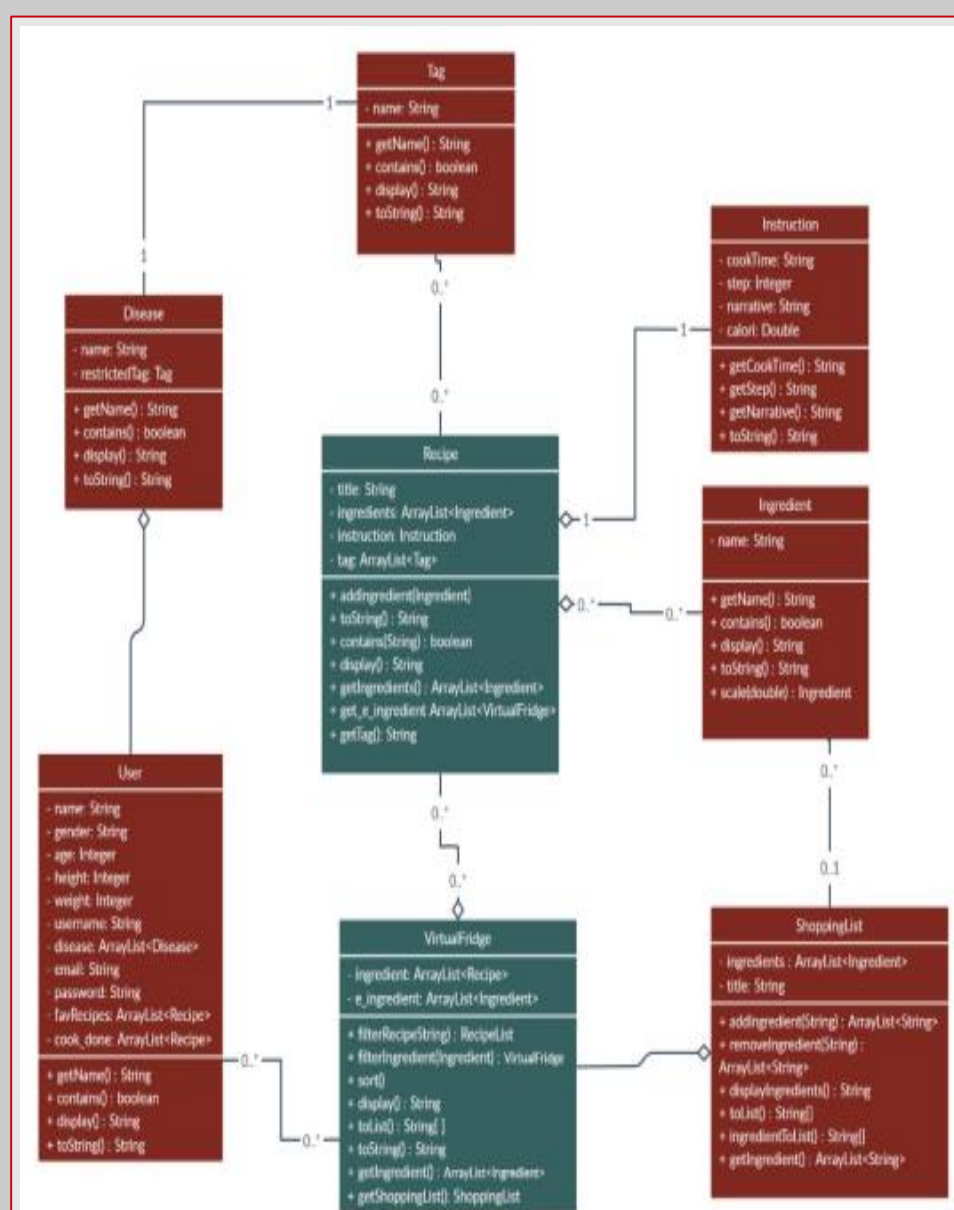 Tag
- name: String
+ getName() : String
+ contains() : boolean
+ display() : String
+ toString() : String
1
1
0..*
0..*
Disease
- name: String
- restrictedTag: Tag
+ getName() : String
+ contains() : boolean
+ display() : String
+ toString() : String
Instruction
- cookTime: String
- step: Integer
- narrative: String
- calori: Double
+ getCookTime() : String
+ getStep() : String
+ getNarrative() : String
+ toString() : String
1
1
Recipe
- title: String
- ingredients: ArrayList<Ingredient>
- instruction: Instruction
- tag: ArrayList<Tag>
+ addIngredient(Ingredient)
+ toString() : String
+ contains(String) : boolean
+ display() : String
+ getIngredients() : ArrayList<Ingredient>
+ get_e_ingredient ArrayList<VirtualFridge>
+ getTag(): String
0..*
0..*
Ingredient
- name: String
+ getName() : String
+ contains() : boolean
+ display() : String
+ toString() : String
+ scale(double) : Ingredient
0..*
0..1
0..*
0..*
User
- name: String
- gender: String
- age: Integer
- height: Integer
- weight: Integer
- username: String
- disease: ArrayList<Disease>
- email: String
- password: String
- favRecipes: ArrayList<Recipe>
- cook_done: ArrayList<Recipe>
+ getName() : String
+ contains() : boolean
+ display() : String
+ toString() : String
0..*
0..*
VirtualFridge
- ingredient: ArrayList<Recipe>
- e_ingredient: ArrayList<Ingredient>
+ filterRecipeString) : RecipeList
+ filterIngredient(Ingredient) : VirtualFridge
+ sort()
+ display() : String
+ toList() : String[ ]
+ toString() : String
+ getIngredient() : ArrayList<Ingredient>
+ getShoppingList(): ShoppingList
ShoppingList
- ingredients : ArrayList<Ingredient>
- title: String
+ addIngredient(String) : ArrayList<String>
+ removeIngredient(String) :
ArrayList<String>
+ displayIngredients() : String
+ toList() : String[]
+ ingredientToList() : String[]
+ getIngredient() : ArrayList<String>